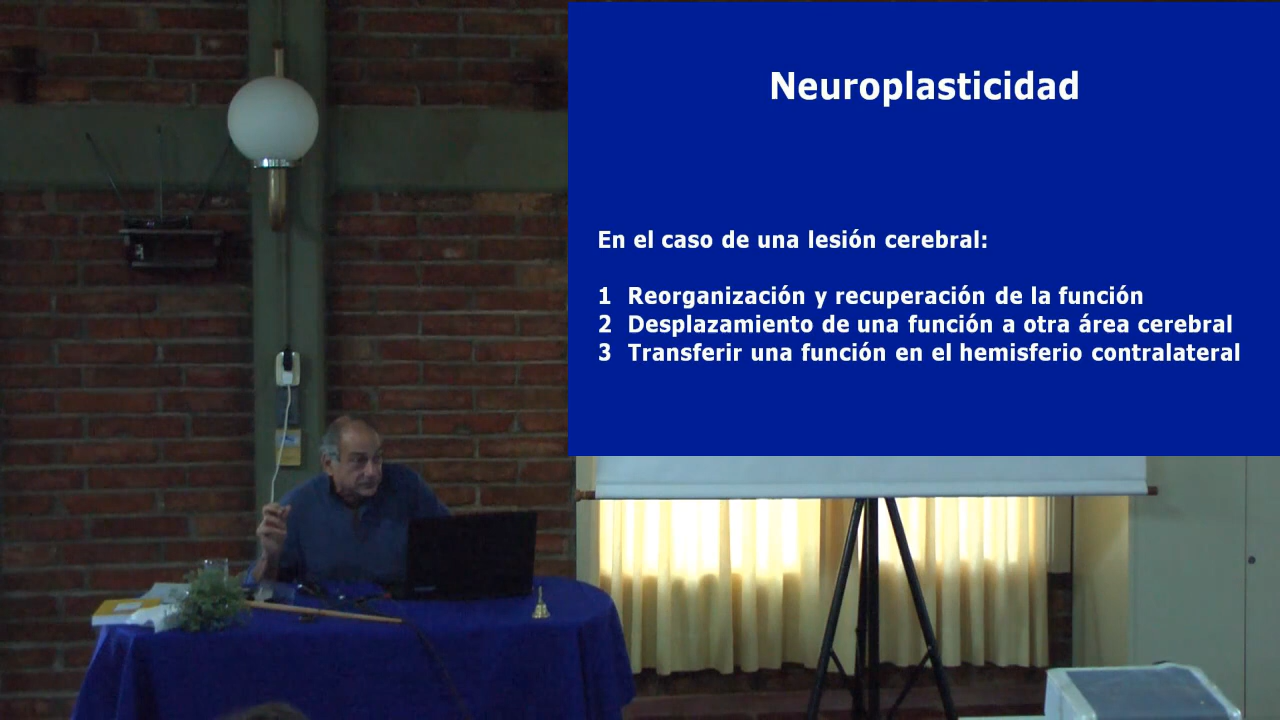 Neuroplasticidad
En el caso de una lesión cerebral:
1 Reorganización y recuperación de la función
2 Desplazamiento de una función a otra área cerebral
3 Transferir una función en el hemisferio contralateral